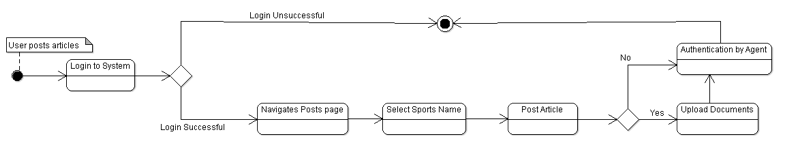 Login Unsuccessful
User posts articles
Authentication by Agent
Login to System
No
Navigates Posts page
Select Sports Name
Post Article
Yes
Upload Documents
Login Successful